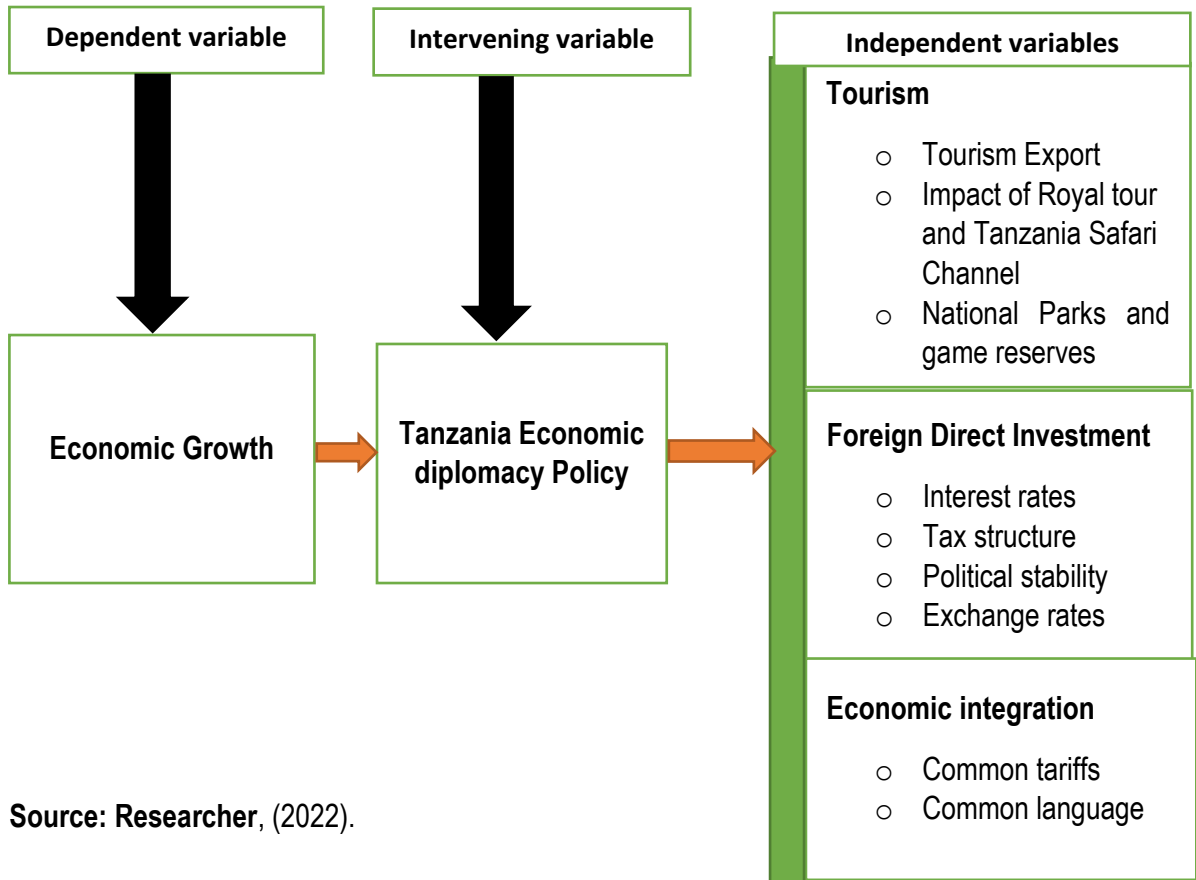 Dependent variable
Intervening variable
Independent variables
Economic Growth
Tanzania Economic
diplomacy Policy
Tourism
o Tourism Export
o Impact of Royal tour
and Tanzania Safari
Channel
o National Parks and
game reserves
Foreign Direct Investment
o Interest rates
o Tax structure
o Political stability
o Exchange rates
Economic integration
o Common tariffs
o Common language
Source: Researcher, (2022).